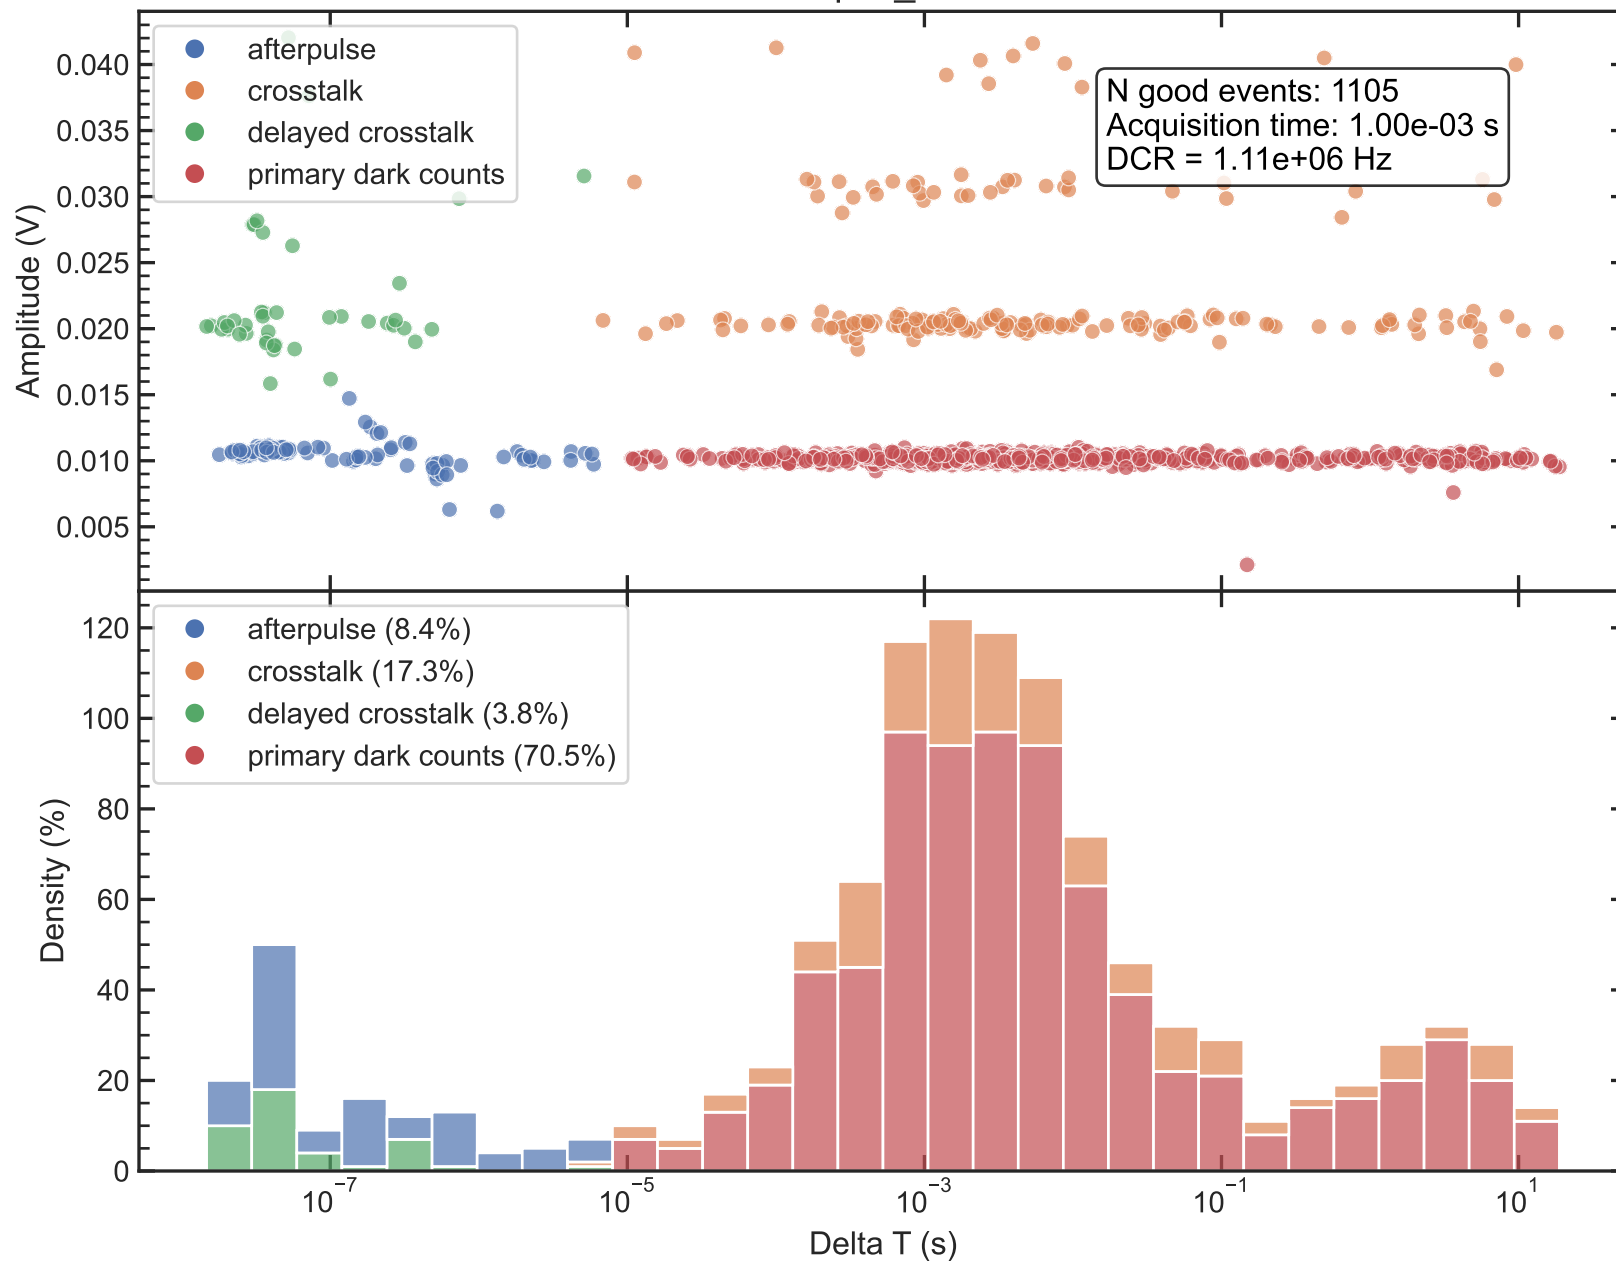 afterpulse
crosstalk
delayed crosstalk
primary dark counts
N good events: 1105
Acquisition time: 1.00e-03 s
DCR = 1.11e+06 Hz
Amplitude (V)
0.040
0.035
0.030
0.025
0.020
0.015
0.010
0.005
afterpulse (8.4%)
crosstalk (17.3%)
delayed crosstalk (3.8%)
primary dark counts (70.5%)
Density (%)
120
100
80
60
40
20
0
10⁻⁷ 10⁻⁵ 10⁻³ 10⁻¹ 10¹
Delta T (s)